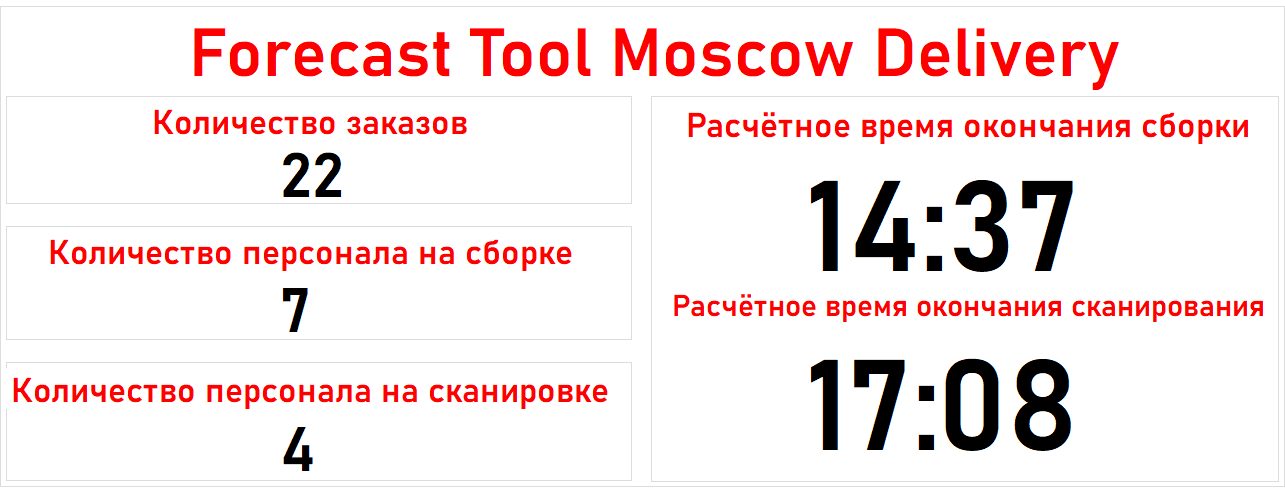 Forecast Tool Moscow Delivery
Количество заказов
22
Количество персонала на сборке
7
Количество персонала на сканировке
4
Расчётное время окончания сборки
14:37
Расчётное время окончания сканирования
17:08